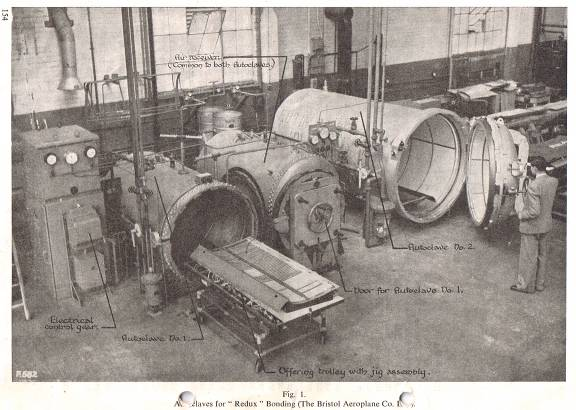 154
Air receiver.
(Common to both Autoclaves.)
Autoclave No. 2.
Door for Autoclave No. 1.
Electrical
control gear.
Autoclave No. 1.
Offering trolley with jig assembly.
Fig. 1.
for “ Redux ” Bonding (The Bristol Aeroplane Co.